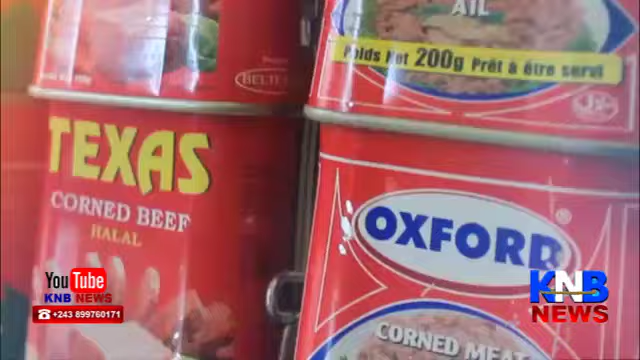 AIL
Poids Net 200g Prêt à être servi
TEXAS
CORNED BEEF
HALAL
OXFORD®
CORNED MEAT
YouTube
KNB NEWS
+243 899760171
KNB
NEWS